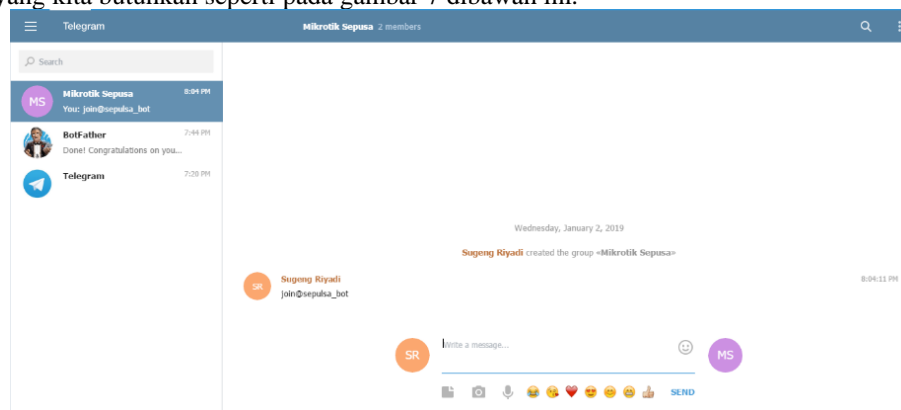 yang kita butuhkan seperti pada gambar 7 dibawah ini.
Telegram
Mikrotik Sepusa 2 members
Search
MS
Mikrotik Sepusa 8:04 PM
You: join@sepulsa_bot
BotFather 7:44 PM
Done! Congratulations on you...
Telegram 7:20 PM
Wednesday, January 2, 2019
Sugeng Riyadi created the group «Mikrotik Sepusa»
SR
Sugeng Riyadi 8:04:11 PM
join@sepulsa_bot
SR
Write a message...
MS
SEND